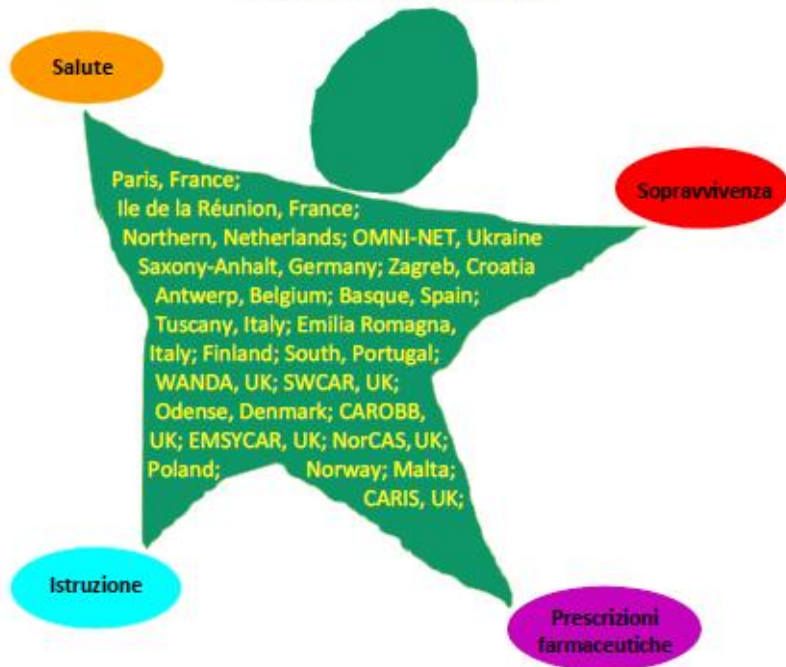 Salute
Sopravvivenza
Paris, France;
Ile de la Réunion, France;
Northern, Netherlands; OMNI-NET, Ukraine
Saxony-Anhalt, Germany; Zagreb, Croatia
Antwerp, Belgium; Basque, Spain;
Tuscany, Italy; Emilia Romagna,
Italy; Finland; South, Portugal;
WANDA, UK; SWCAR, UK;
Odense, Denmark; CAROBB,
UK; EMSYCAR, UK; NorCAS, UK;
Poland; Norway; Malta;
CARIS, UK;
Istruzione
Prescrizioni
farmaceutiche